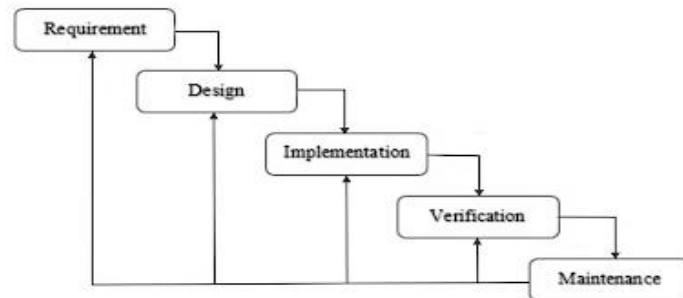 Requirement
Design
Implementation
Verification
Maintenance